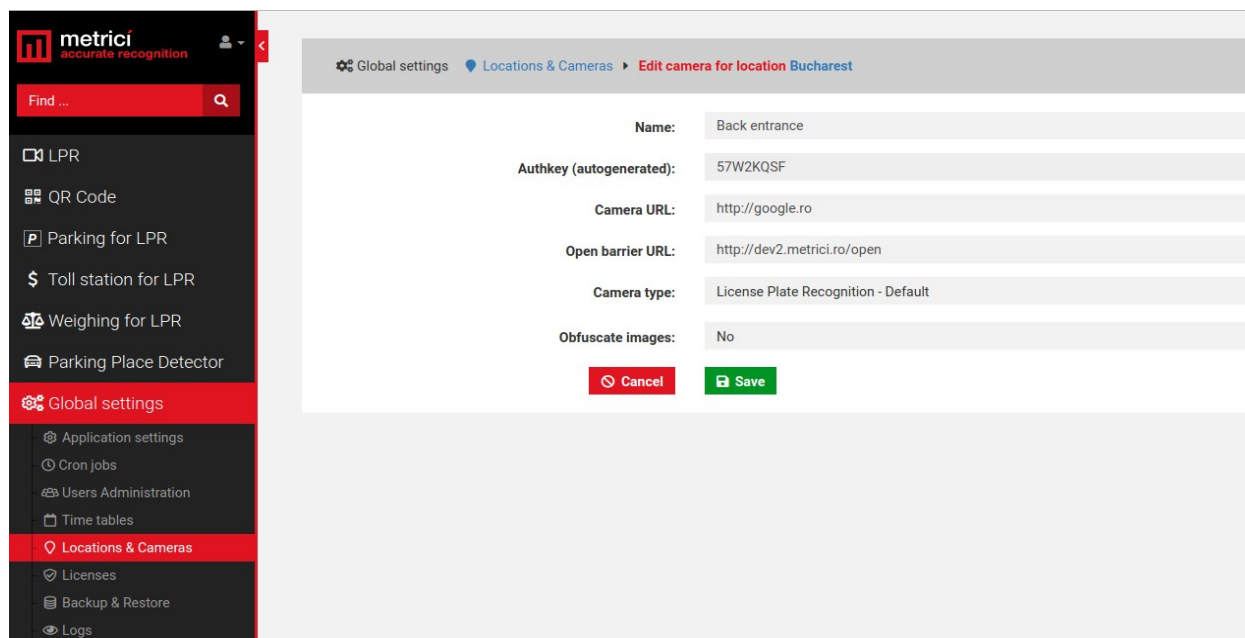 metrici
accurate recognition
Find ...
LPR
QR Code
P Parking for LPR
$ Toll station for LPR
Weighing for LPR
Parking Place Detector
Global settings
Application settings
Cron jobs
Users Administration
Time tables
Locations & Cameras
Licenses
Backup & Restore
Logs
Global settings Locations & Cameras Edit camera for location Bucharest
Name: Back entrance
Authkey (autogenerated): 57W2KQSF
Camera URL: http://google.ro
Open barrier URL: http://dev2.metrici.ro/open
Camera type: License Plate Recognition - Default
Obfuscate images: No
Cancel Save